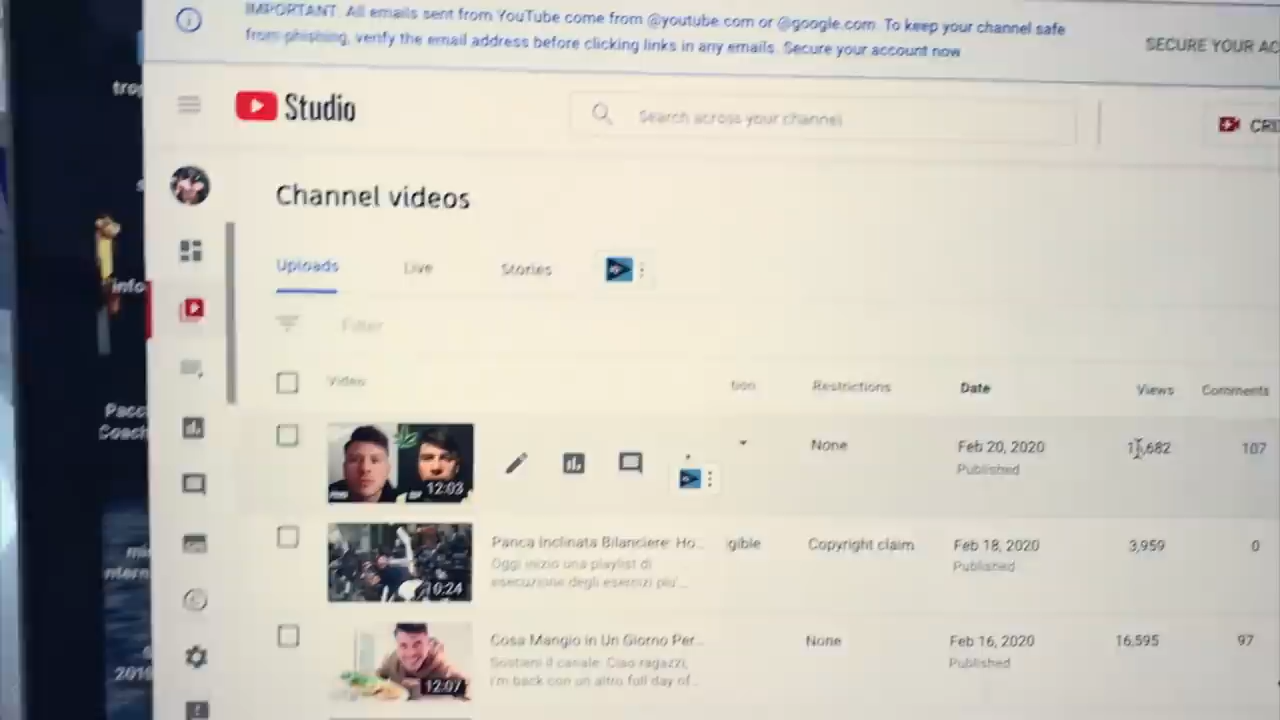 IMPORTANT: All emails sent from YouTube come from @youtube.com or @google.com. To keep your channel safe
from phishing, verify the email address before clicking links in any emails. Secure your account now
SECURE YOUR AC
Studio
Search across your channel
CRE
Channel videos
Uploads Live Stories
Filter
Video tion Restrictions Date Views Comments
None Feb 20, 2020 107
Published
12:03
Panca Inclinata Bilanciere: Ho... gible Copyright claim Feb 18, 2020 3,959 0
Oggi inizio una playlist di Published
esecuzione degli esercizi più...
10:24
Cosa Mangio in Un Giorno Per... None Feb 16, 2020 16,595 97
Sostieni il canale: Ciao ragazzi, Published
I'm back con un altro full day of...
12:07
info
Coach